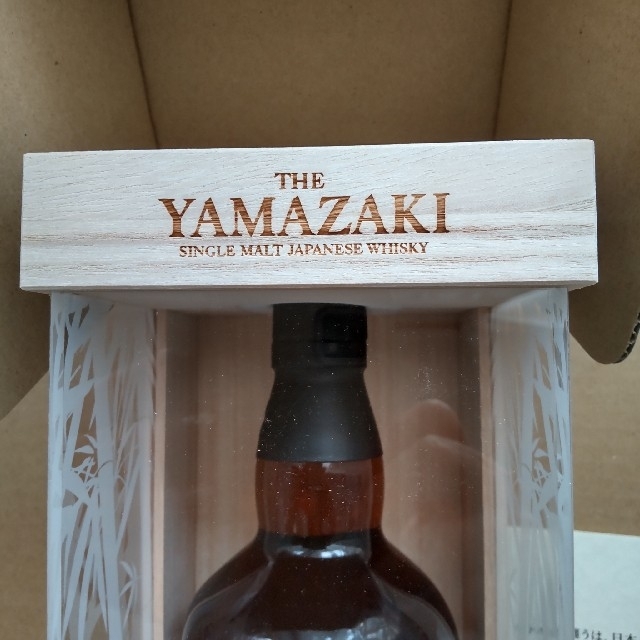 THE
YAMAZAKI
SINGLE MALT JAPANESE WHISKY